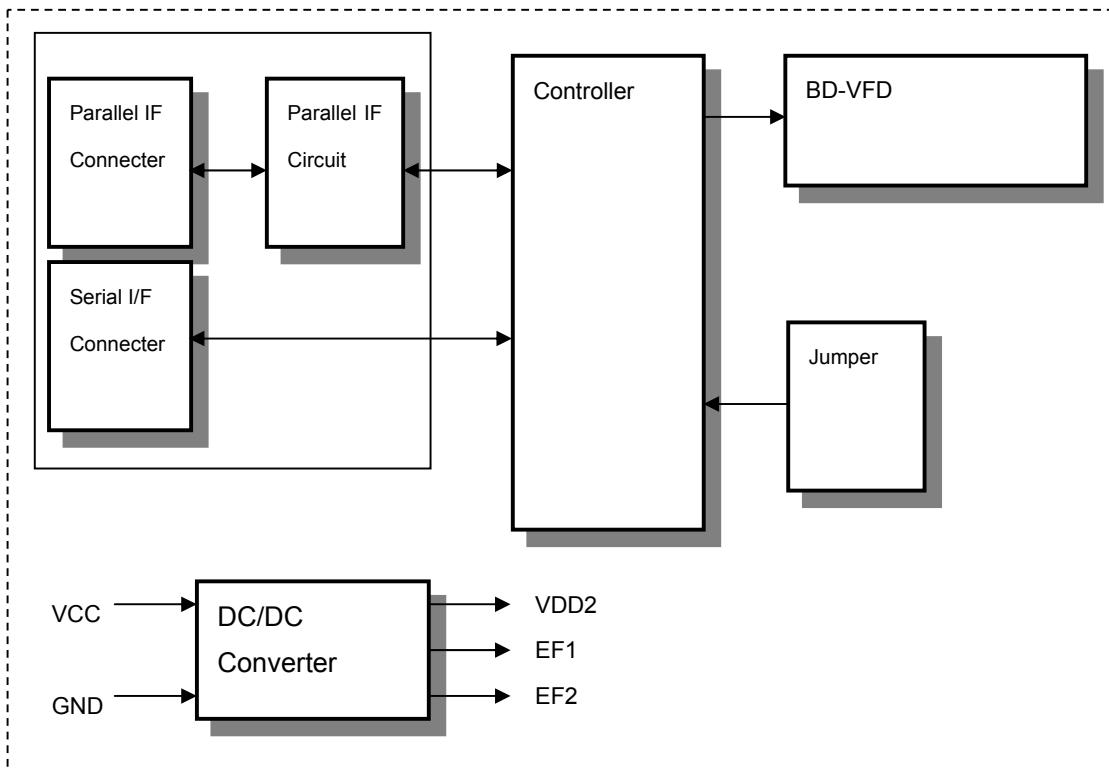 Parallel IF
Connecter
Parallel IF
Circuit
Controller
BD-VFD
Serial I/F
Connecter
Jumper
VCC
GND
DC/DC
Converter
VDD2
EF1
EF2